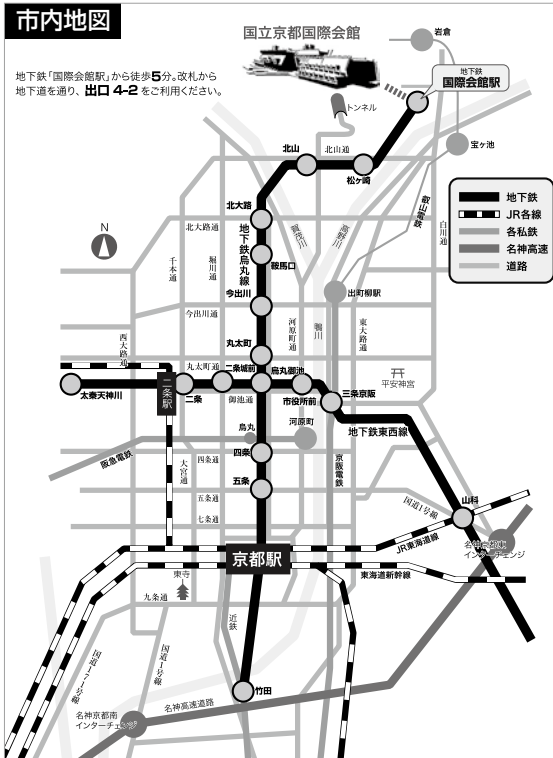 市内地図
国立京都国際会館
地下鉄「国際会館駅」から徒歩5分。改札から
地下道を通り、出口 4-2 をご利用ください。
岩倉
地下鉄
国際会館駅
トンネル
宝ヶ池
北山
北山通
松ヶ崎
叡山電鉄
地下鉄
JR各線
各私鉄
名神高速
道路
N
北大路
北大路通
地下鉄烏丸線
賀茂川
高野川
白川通
千本通
堀川通
鞍馬口
今出川
今出川通
出町柳駅
河原町通
鴨川
東大路通
西大路通
丸太町
丸太町通
二条城前
烏丸御池
太秦天神川
二条駅
二条
御池通
市役所前
三条京阪
平安神宮
地下鉄東西線
烏丸
河原町
阪急電鉄
大宮通
四条通
四条
京阪電鉄
五条
五条通
七条通
国道1号線
山科
JR東海道線
名神京都東
インターチェンジ
京都駅
東海道新幹線
東寺
九条通
近鉄
国道171号線
国道1号線
竹田
名神高速道路
名神京都南
インターチェンジ